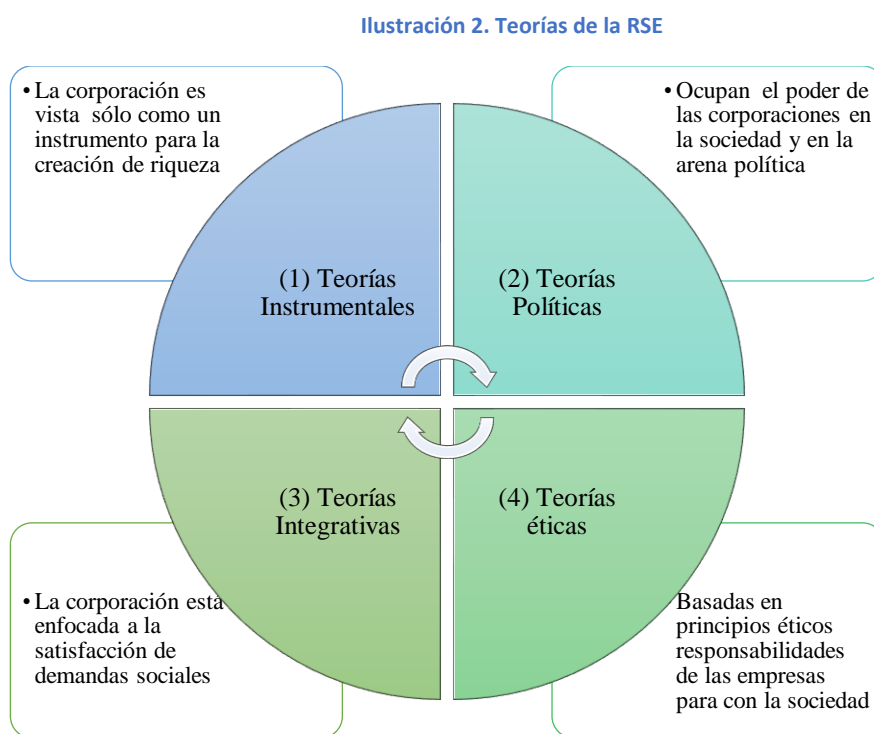 Ilustración 2. Teorías de la RSE
• La corporación es
vista sólo como un
instrumento para la
creación de riqueza
• Ocupan el poder de
las corporaciones en
la sociedad y en la
arena política
(1) Teorías
Instrumentales
(2) Teorías
Políticas
(3) Teorías
Integrativas
(4) Teorías
éticas
• La corporación está
enfocada a la
satisfacción de
demandas sociales
Basadas en
principios éticos
responsabilidades
de las empresas
para con la sociedad